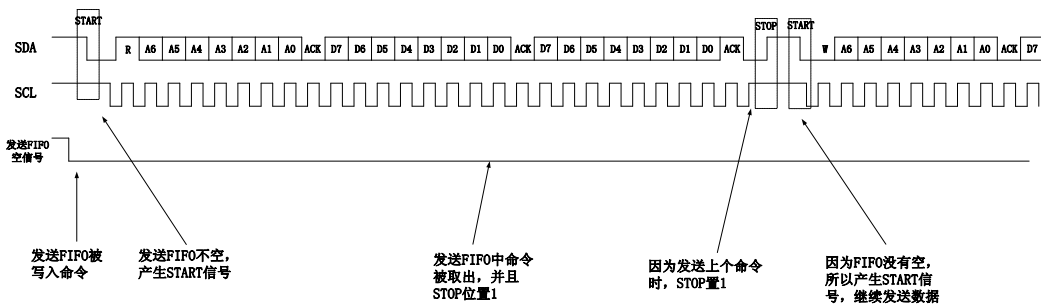 START
STOP
START
SDA
R A6 A5 A4 A3 A2 A1 A0 ACK D7 D6 D5 D4 D3 D2 D1 D0 ACK D7 D6 D5 D4 D3 D2 D1 D0 ACK
W A6 A5 A4 A3 A2 A1 A0 ACK D7
SCL
发送FIFO
空信号
发送FIFO被
写入命令
发送FIFO不空，
产生START信号
发送FIFO中命令
被取出，并且
STOP位置1
因为发送上个命令
时，STOP置1
因为FIFO没有空，
所以产生START信
号，继续发送数据